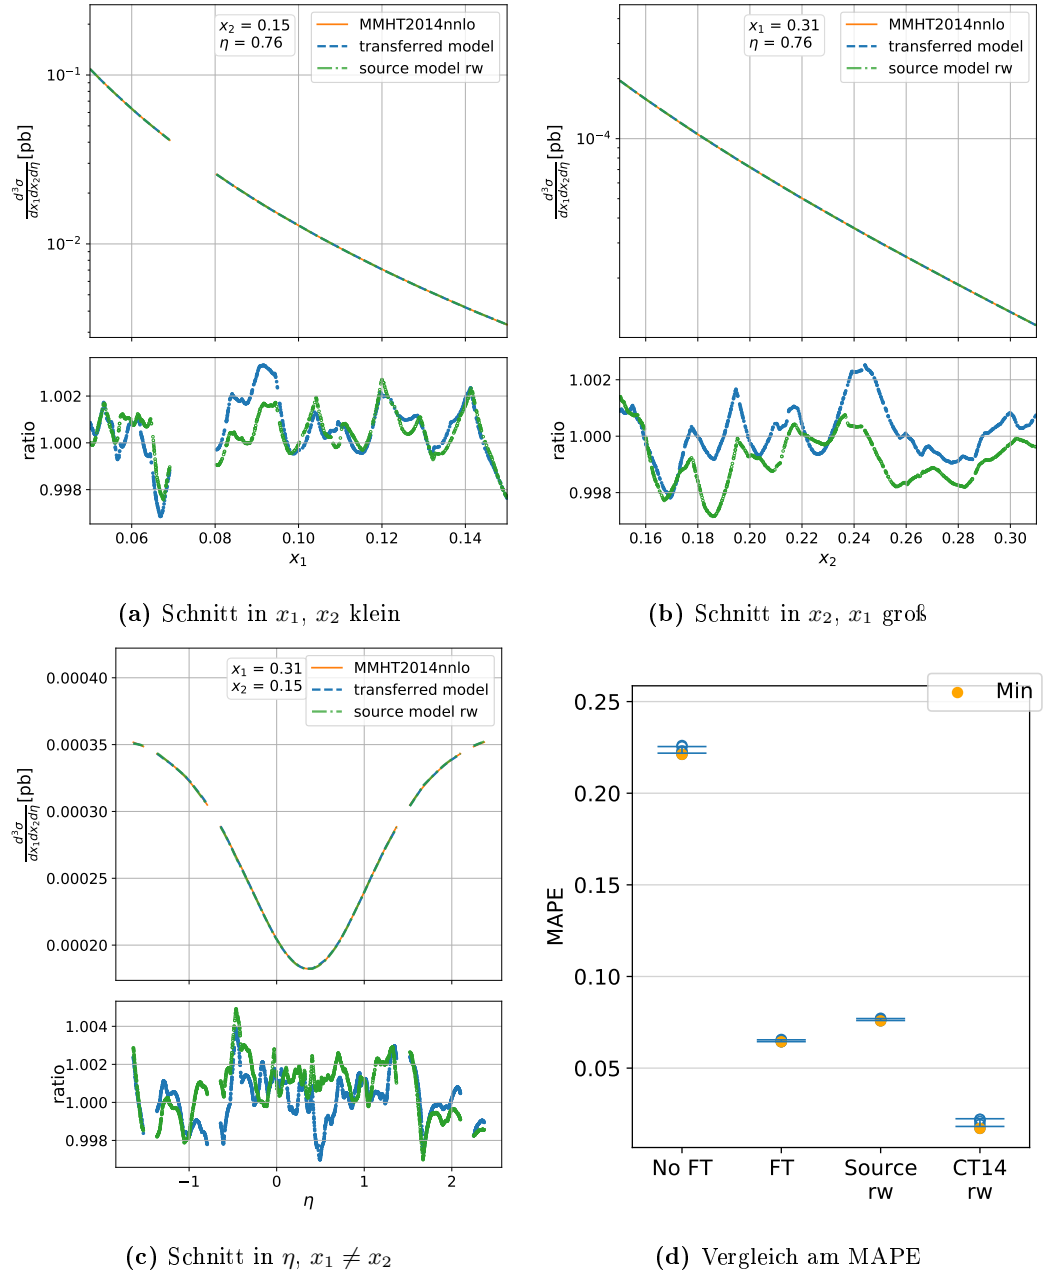 x₂ = 0.15
η = 0.76
MMHT2014nnlo
transferred model
source model rw
10⁻¹
10⁻²
d³σ/dx₁dx₂dη [pb]
1.002
1.000
0.998
ratio
0.06 0.08 0.10 0.12 0.14
x₁
(a) Schnitt in x₁, x₂ klein
x₁ = 0.31
η = 0.76
MMHT2014nnlo
transferred model
source model rw
10⁻⁴
d³σ/dx₁dx₂dη [pb]
1.002
1.000
0.998
ratio
0.16 0.18 0.20 0.22 0.24 0.26 0.28 0.30
x₂
(b) Schnitt in x₂, x₁ groß
x₁ = 0.31
x₂ = 0.15
MMHT2014nnlo
transferred model
source model rw
0.00040
0.00035
0.00030
0.00025
0.00020
d³σ/dx₁dx₂dη [pb]
1.004
1.002
1.000
0.998
ratio
−1 0 1 2
η
(c) Schnitt in η, x₁ ≠ x₂
Min
0.25
0.20
0.15
0.10
0.05
MAPE
No FT FT Source rw CT14 rw
(d) Vergleich am MAPE